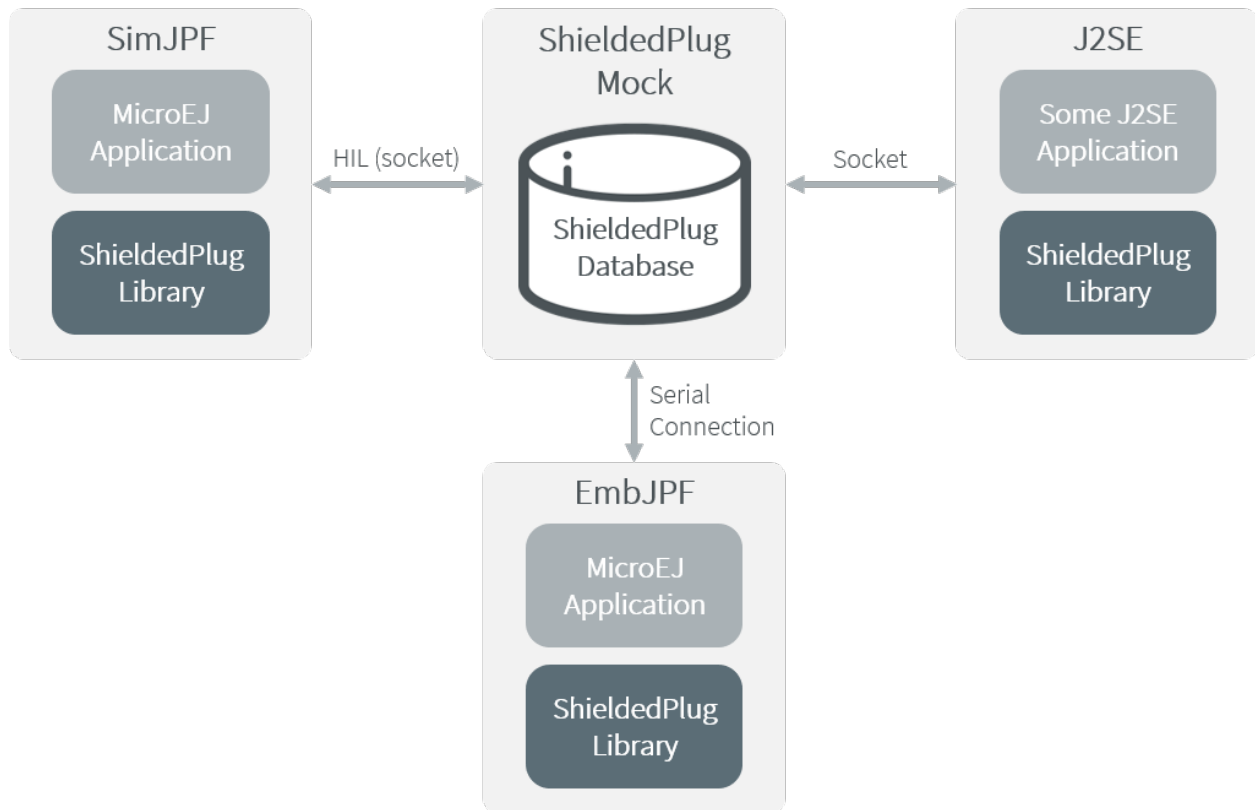 SimJPF
MicroEJ
Application
ShieldedPlug
Library
HIL (socket)
ShieldedPlug
Mock
ShieldedPlug
Database
Socket
J2SE
Some J2SE
Application
ShieldedPlug
Library
Serial
Connection
EmbJPF
MicroEJ
Application
ShieldedPlug
Library